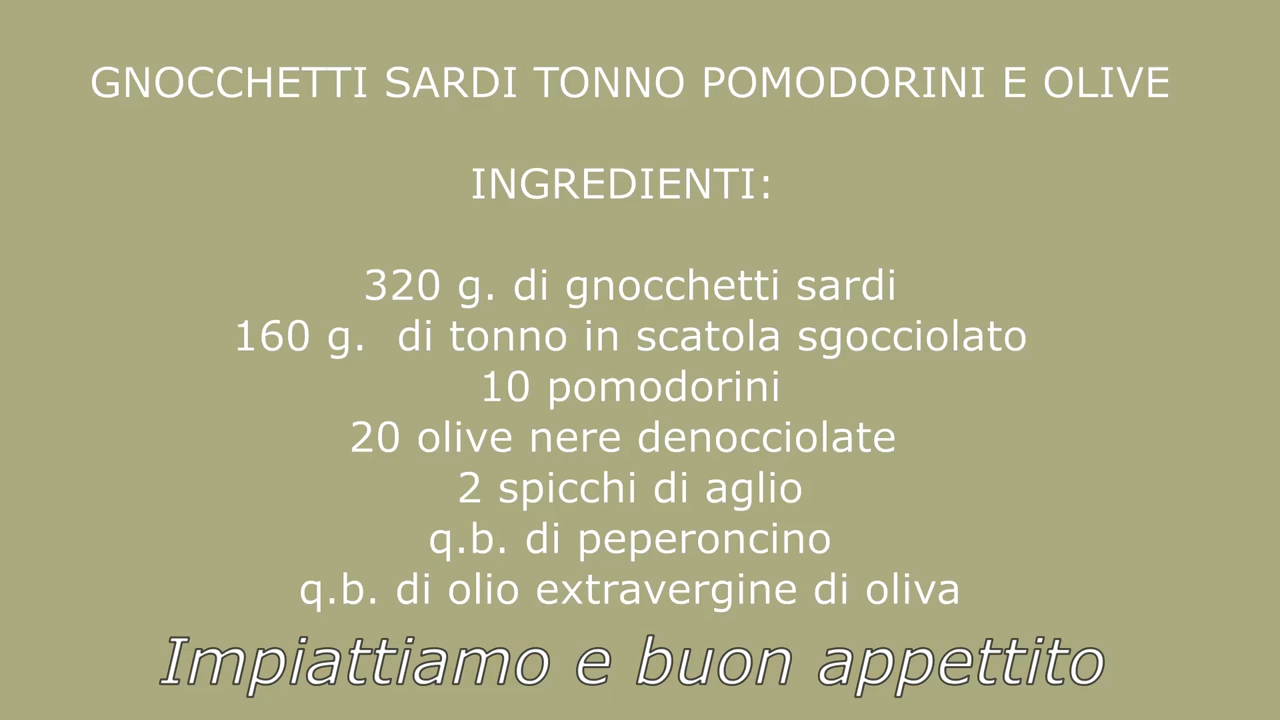 GNOCCHETTI SARDI TONNO POMODORINI E OLIVE
INGREDIENTI:
320 g. di gnocchetti sardi
160 g.  di tonno in scatola sgocciolato
10 pomodorini
20 olive nere denocciolate
2 spicchi di aglio
q.b. di peperoncino
q.b. di olio extravergine di oliva
Impiattiamo e buon appettito